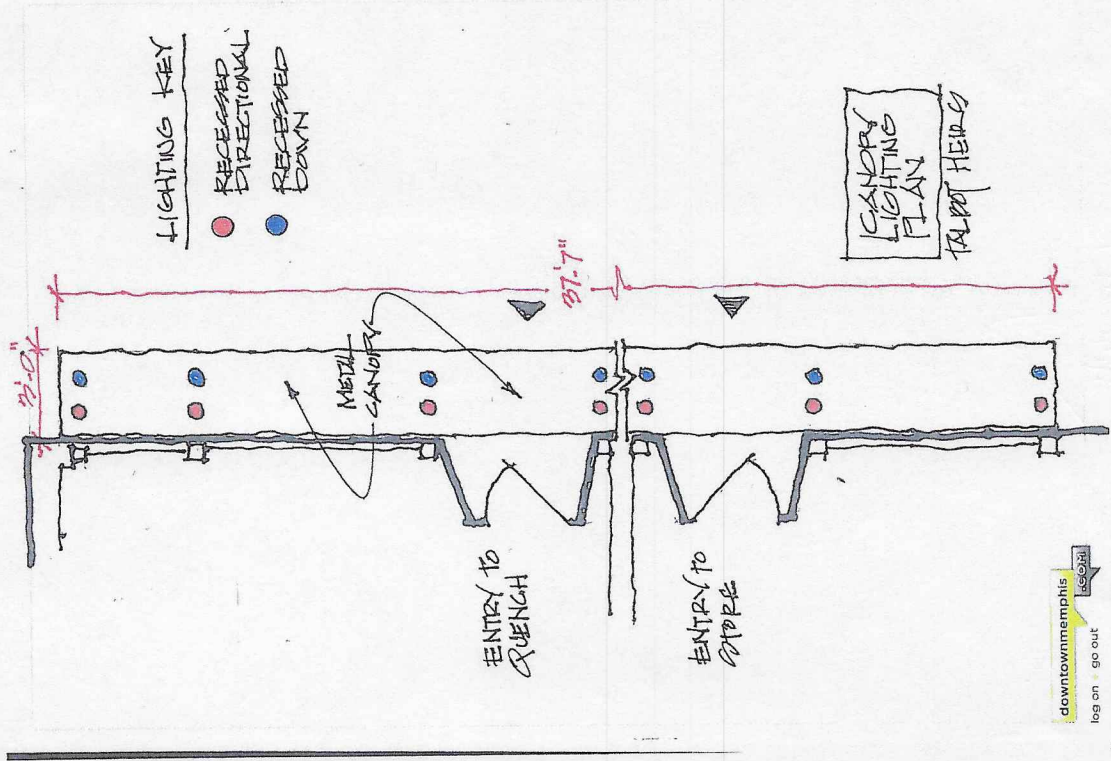 LIGHTING KEY
RECESSED
DIRECTIONAL
RECESSED
DOWN
3'-0"
METAL
CANOPY
37'-7"
ENTRY TO
QUENCH
ENTRY TO
STORE
CANOPY
LIGHTING
PLAN
TALBOT HEIRS
downtownmemphis
.COM
log on • go out